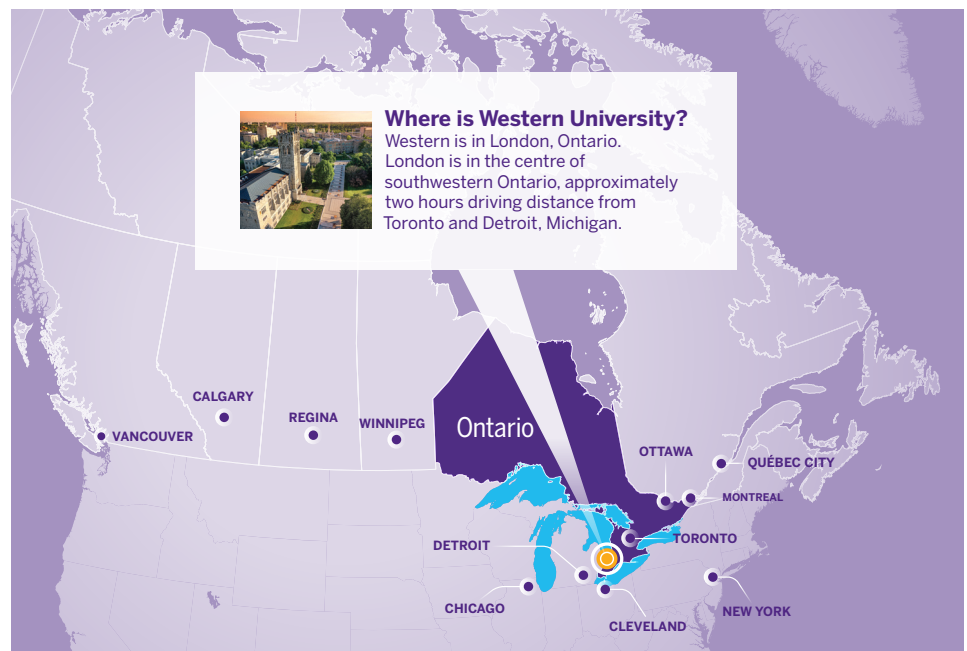 Where is Western University?
Western is in London, Ontario.
London is in the centre of
southwestern Ontario, approximately
two hours driving distance from
Toronto and Detroit, Michigan.
CALGARY
REGINA
WINNIPEG
VANCOUVER
Ontario
OTTAWA
QUÉBEC CITY
MONTREAL
TORONTO
DETROIT
CHICAGO
NEW YORK
CLEVELAND